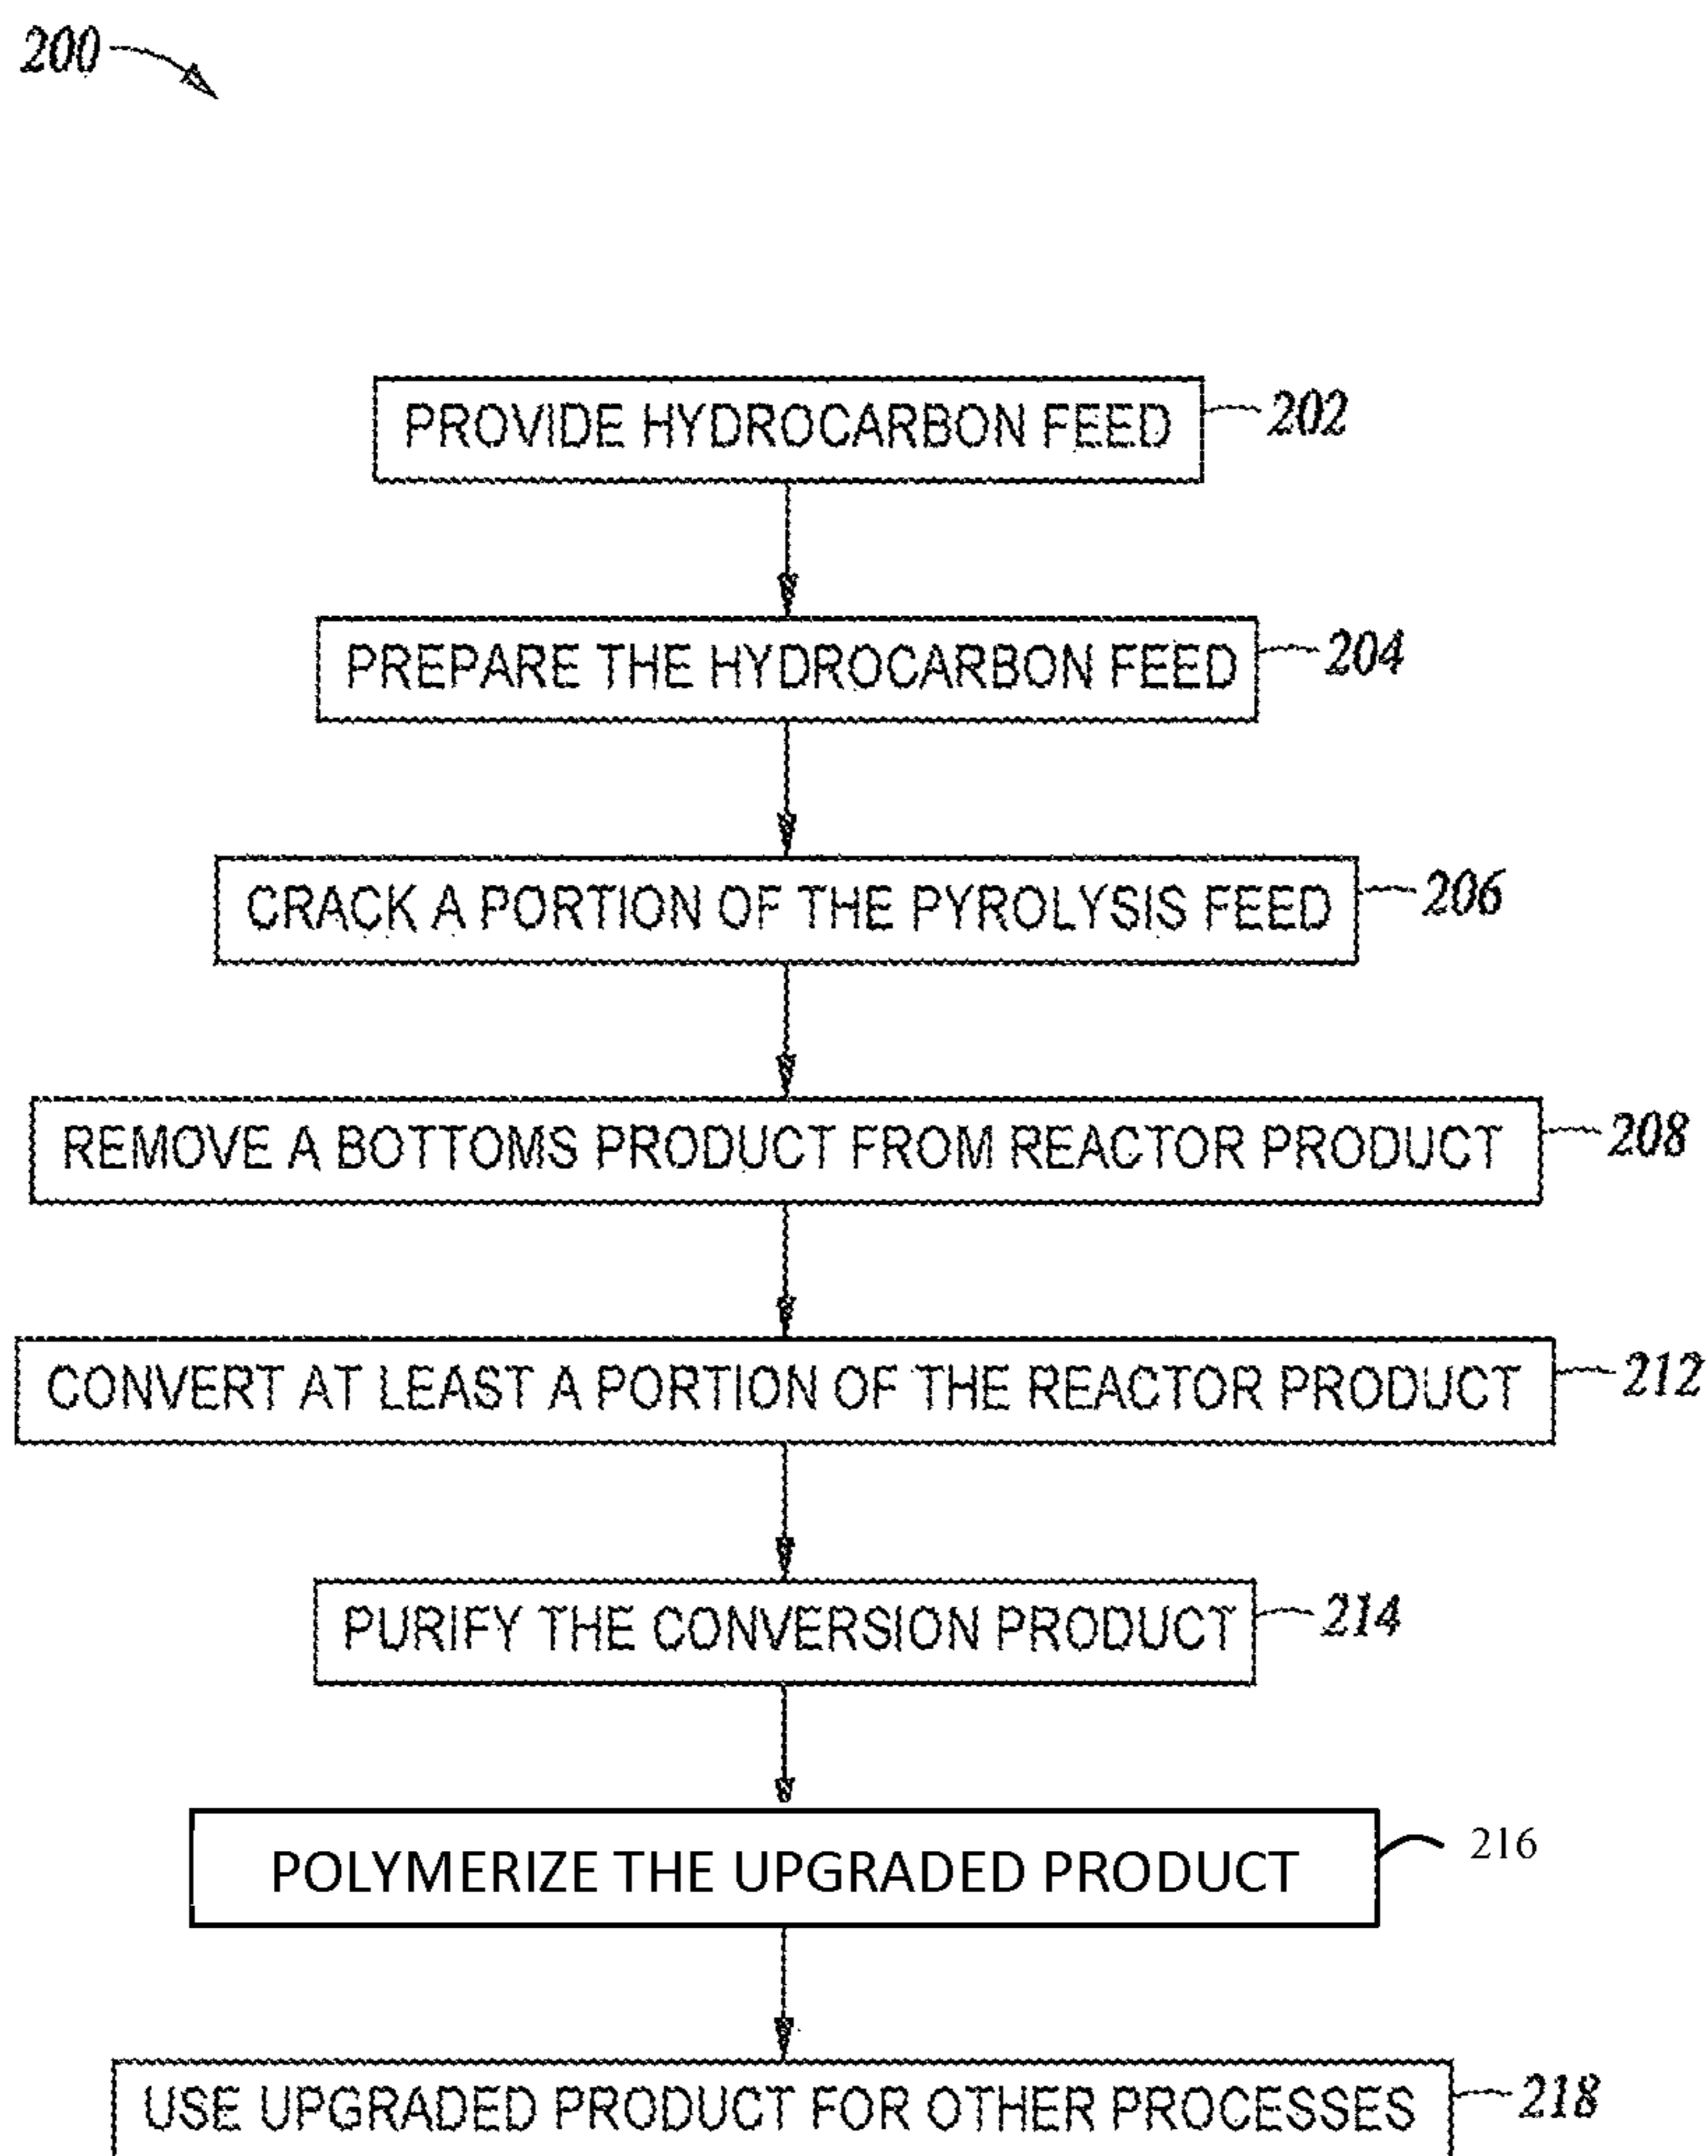 200
PROVIDE HYDROCARBON FEED 202
PREPARE THE HYDROCARBON FEED 204
CRACK A PORTION OF THE PYROLYSIS FEED 206
REMOVE A BOTTOMS PRODUCT FROM REACTOR PRODUCT 208
CONVERT AT LEAST A PORTION OF THE REACTOR PRODUCT 212
PURIFY THE CONVERSION PRODUCT 214
POLYMERIZE THE UPGRADED PRODUCT 216
USE UPGRADED PRODUCT FOR OTHER PROCESSES 218